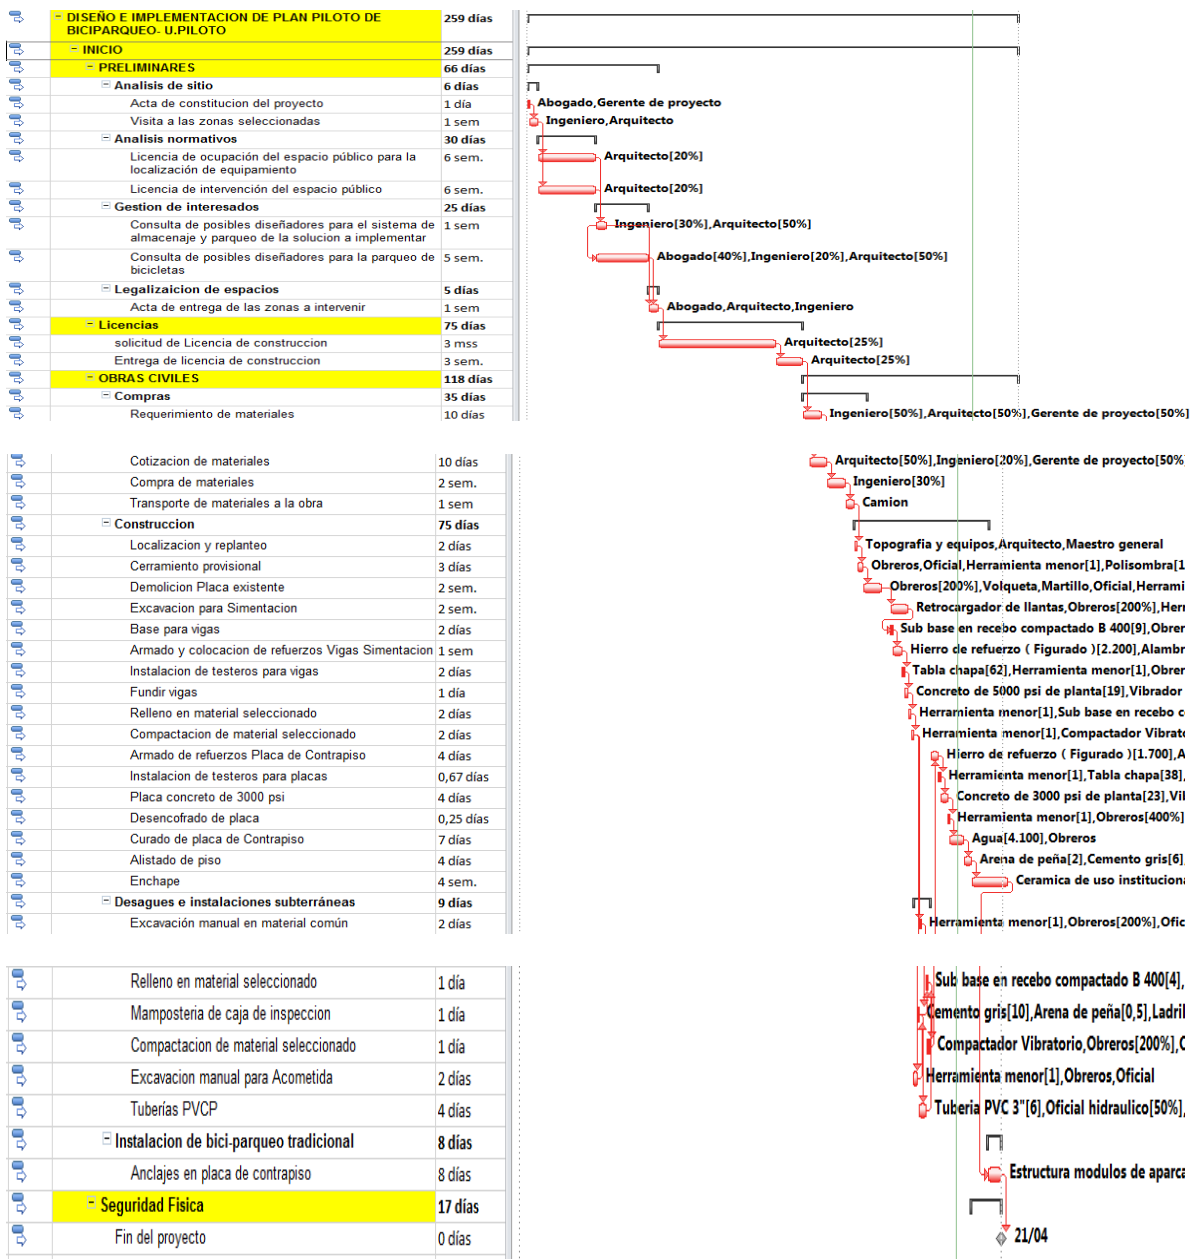 DISEÑO E IMPLEMENTACION DE PLAN PILOTO DE BICIPARQUEO- U.PILOTO 259 días
INICIO 259 días
PRELIMINARES 66 días
Analisis de sitio 6 días
Acta de constitucion del proyecto 1 día Abogado,Gerente de proyecto
Visita a las zonas seleccionadas 1 sem Ingeniero,Arquitecto
Analisis normativos 30 días
Licencia de ocupación del espacio público para la localización de equipamiento 6 sem. Arquitecto[20%]
Licencia de intervención del espacio público 6 sem. Arquitecto[20%]
Gestion de interesados 25 días
Consulta de posibles diseñadores para el sistema de almacenaje y parqueo de la solucion a implementar 1 sem Ingeniero[30%],Arquitecto[50%]
Consulta de posibles diseñadores para la parqueo de bicicletas 5 sem. Abogado[40%],Ingeniero[20%],Arquitecto[50%]
Legalizaicion de espacios 5 días
Acta de entrega de las zonas a intervenir 1 sem Abogado,Arquitecto,Ingeniero
Licencias 75 días
solicitud de Licencia de construccion 3 mss Arquitecto[25%]
Entrega de licencia de construccion 3 sem. Arquitecto[25%]
OBRAS CIVILES 118 días
Compras 35 días
Requerimiento de materiales 10 días Ingeniero[50%],Arquitecto[50%],Gerente de proyecto[50%]
Cotizacion de materiales 10 días Arquitecto[50%],Ingeniero[20%],Gerente de proyecto[50%
Compra de materiales 2 sem. Ingeniero[30%]
Transporte de materiales a la obra 1 sem Camion
Construccion 75 días
Localizacion y replanteo 2 días Topografia y equipos,Arquitecto,Maestro general
Cerramiento provisional 3 días Obreros,Oficial,Herramienta menor[1],Polisombra[1
Demolicion Placa existente 2 sem. Obreros[200%],Volqueta,Martillo,Oficial,Herrami
Excavacion para Simentacion 2 sem. Retrocargador de llantas,Obreros[200%],Her
Base para vigas 2 días Sub base en recebo compactado B 400[9],Obrer
Armado y colocacion de refuerzos Vigas Simentacion 1 sem Hierro de refuerzo ( Figurado )[2.200],Alambr
Instalacion de testeros para vigas 2 días Tabla chapa[62],Herramienta menor[1],Obrer
Fundir vigas 1 día Concreto de 5000 psi de planta[19],Vibrador
Relleno en material seleccionado 2 días Herramienta menor[1],Sub base en recebo c
Compactacion de material seleccionado 2 días Herramienta menor[1],Compactador Vibrato
Armado de refuerzos Placa de Contrapiso 4 días Hierro de refuerzo ( Figurado )[1.700],A
Instalacion de testeros para placas 0,67 días Herramienta menor[1],Tabla chapa[38],
Placa concreto de 3000 psi 4 días Concreto de 3000 psi de planta[23],Vil
Desencofrado de placa 0,25 días Herramienta menor[1],Obreros[400%]
Curado de placa de Contrapiso 7 días Agua[4.100],Obreros
Alistado de piso 4 días Arena de peña[2],Cemento gris[6]
Enchape 4 sem. Ceramica de uso instituciona
Desagues e instalaciones subterráneas 9 días
Excavación manual en material común 2 días Herramienta menor[1],Obreros[200%],Ofic
Relleno en material seleccionado 1 día Sub base en recebo compactado B 400[4],
Mamposteria de caja de inspeccion 1 día Cemento gris[10],Arena de peña[0,5],Ladril
Compactacion de material seleccionado 1 día Compactador Vibratorio,Obreros[200%],C
Excavacion manual para Acometida 2 días Herramienta menor[1],Obreros,Oficial
Tuberías PVCP 4 días Tuberia PVC 3"[6],Oficial hidraulico[50%],
Instalacion de bici-parqueo tradicional 8 días
Anclajes en placa de contrapiso 8 días Estructura modulos de aparca
Seguridad Fisica 17 días
Fin del proyecto 0 días 21/04